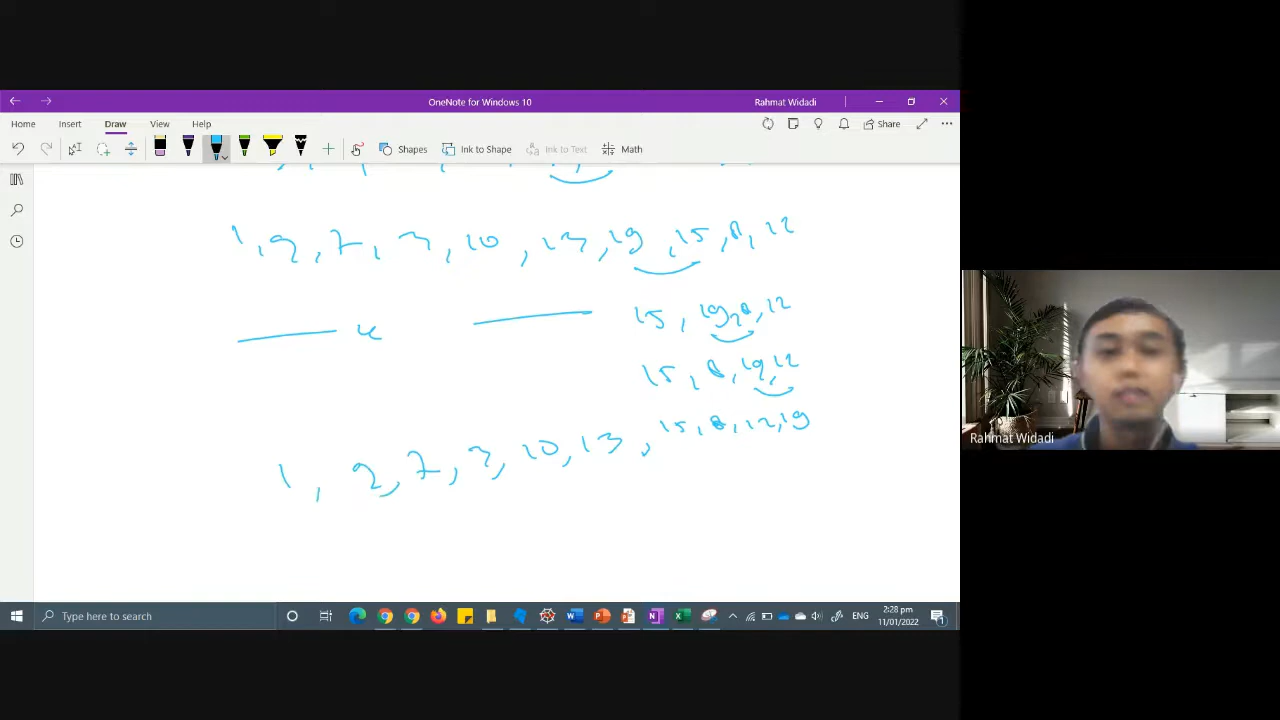 OneNote for Windows 10
Rahmat Widadi
Home Insert Draw View Help
Share
Shapes Ink to Shape Ink to Text Math
1, 2, 7, 3, 10, 13, 19, 15, 8, 12
15, 19, 8, 12
15, 8, 19, 12
1, 2, 7, 3, 10, 13, 15, 8, 12, 19
Rahmat Widadi
Type here to search
ENG
2:28 pm
11/01/2022